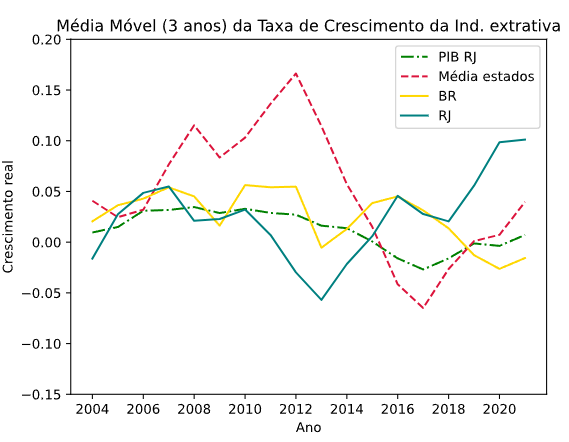 Média Móvel (3 anos) da Taxa de Crescimento da Ind. extrativa
0.20
0.15
0.10
0.05
0.00
−0.05
−0.10
−0.15
Crescimento real
PIB RJ
Média estados
BR
RJ
2004 2006 2008 2010 2012 2014 2016 2018 2020
Ano